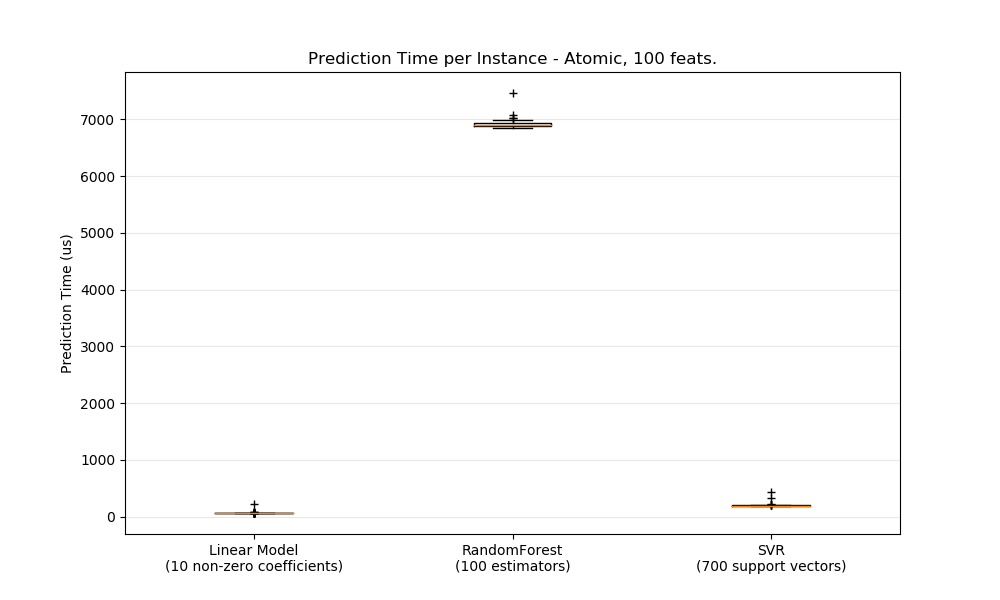 Prediction Time per Instance - Atomic, 100 feats.
Prediction Time (us)
7000
6000
5000
4000
3000
2000
1000
0
Linear Model
(10 non-zero coefficients)
RandomForest
(100 estimators)
SVR
(700 support vectors)